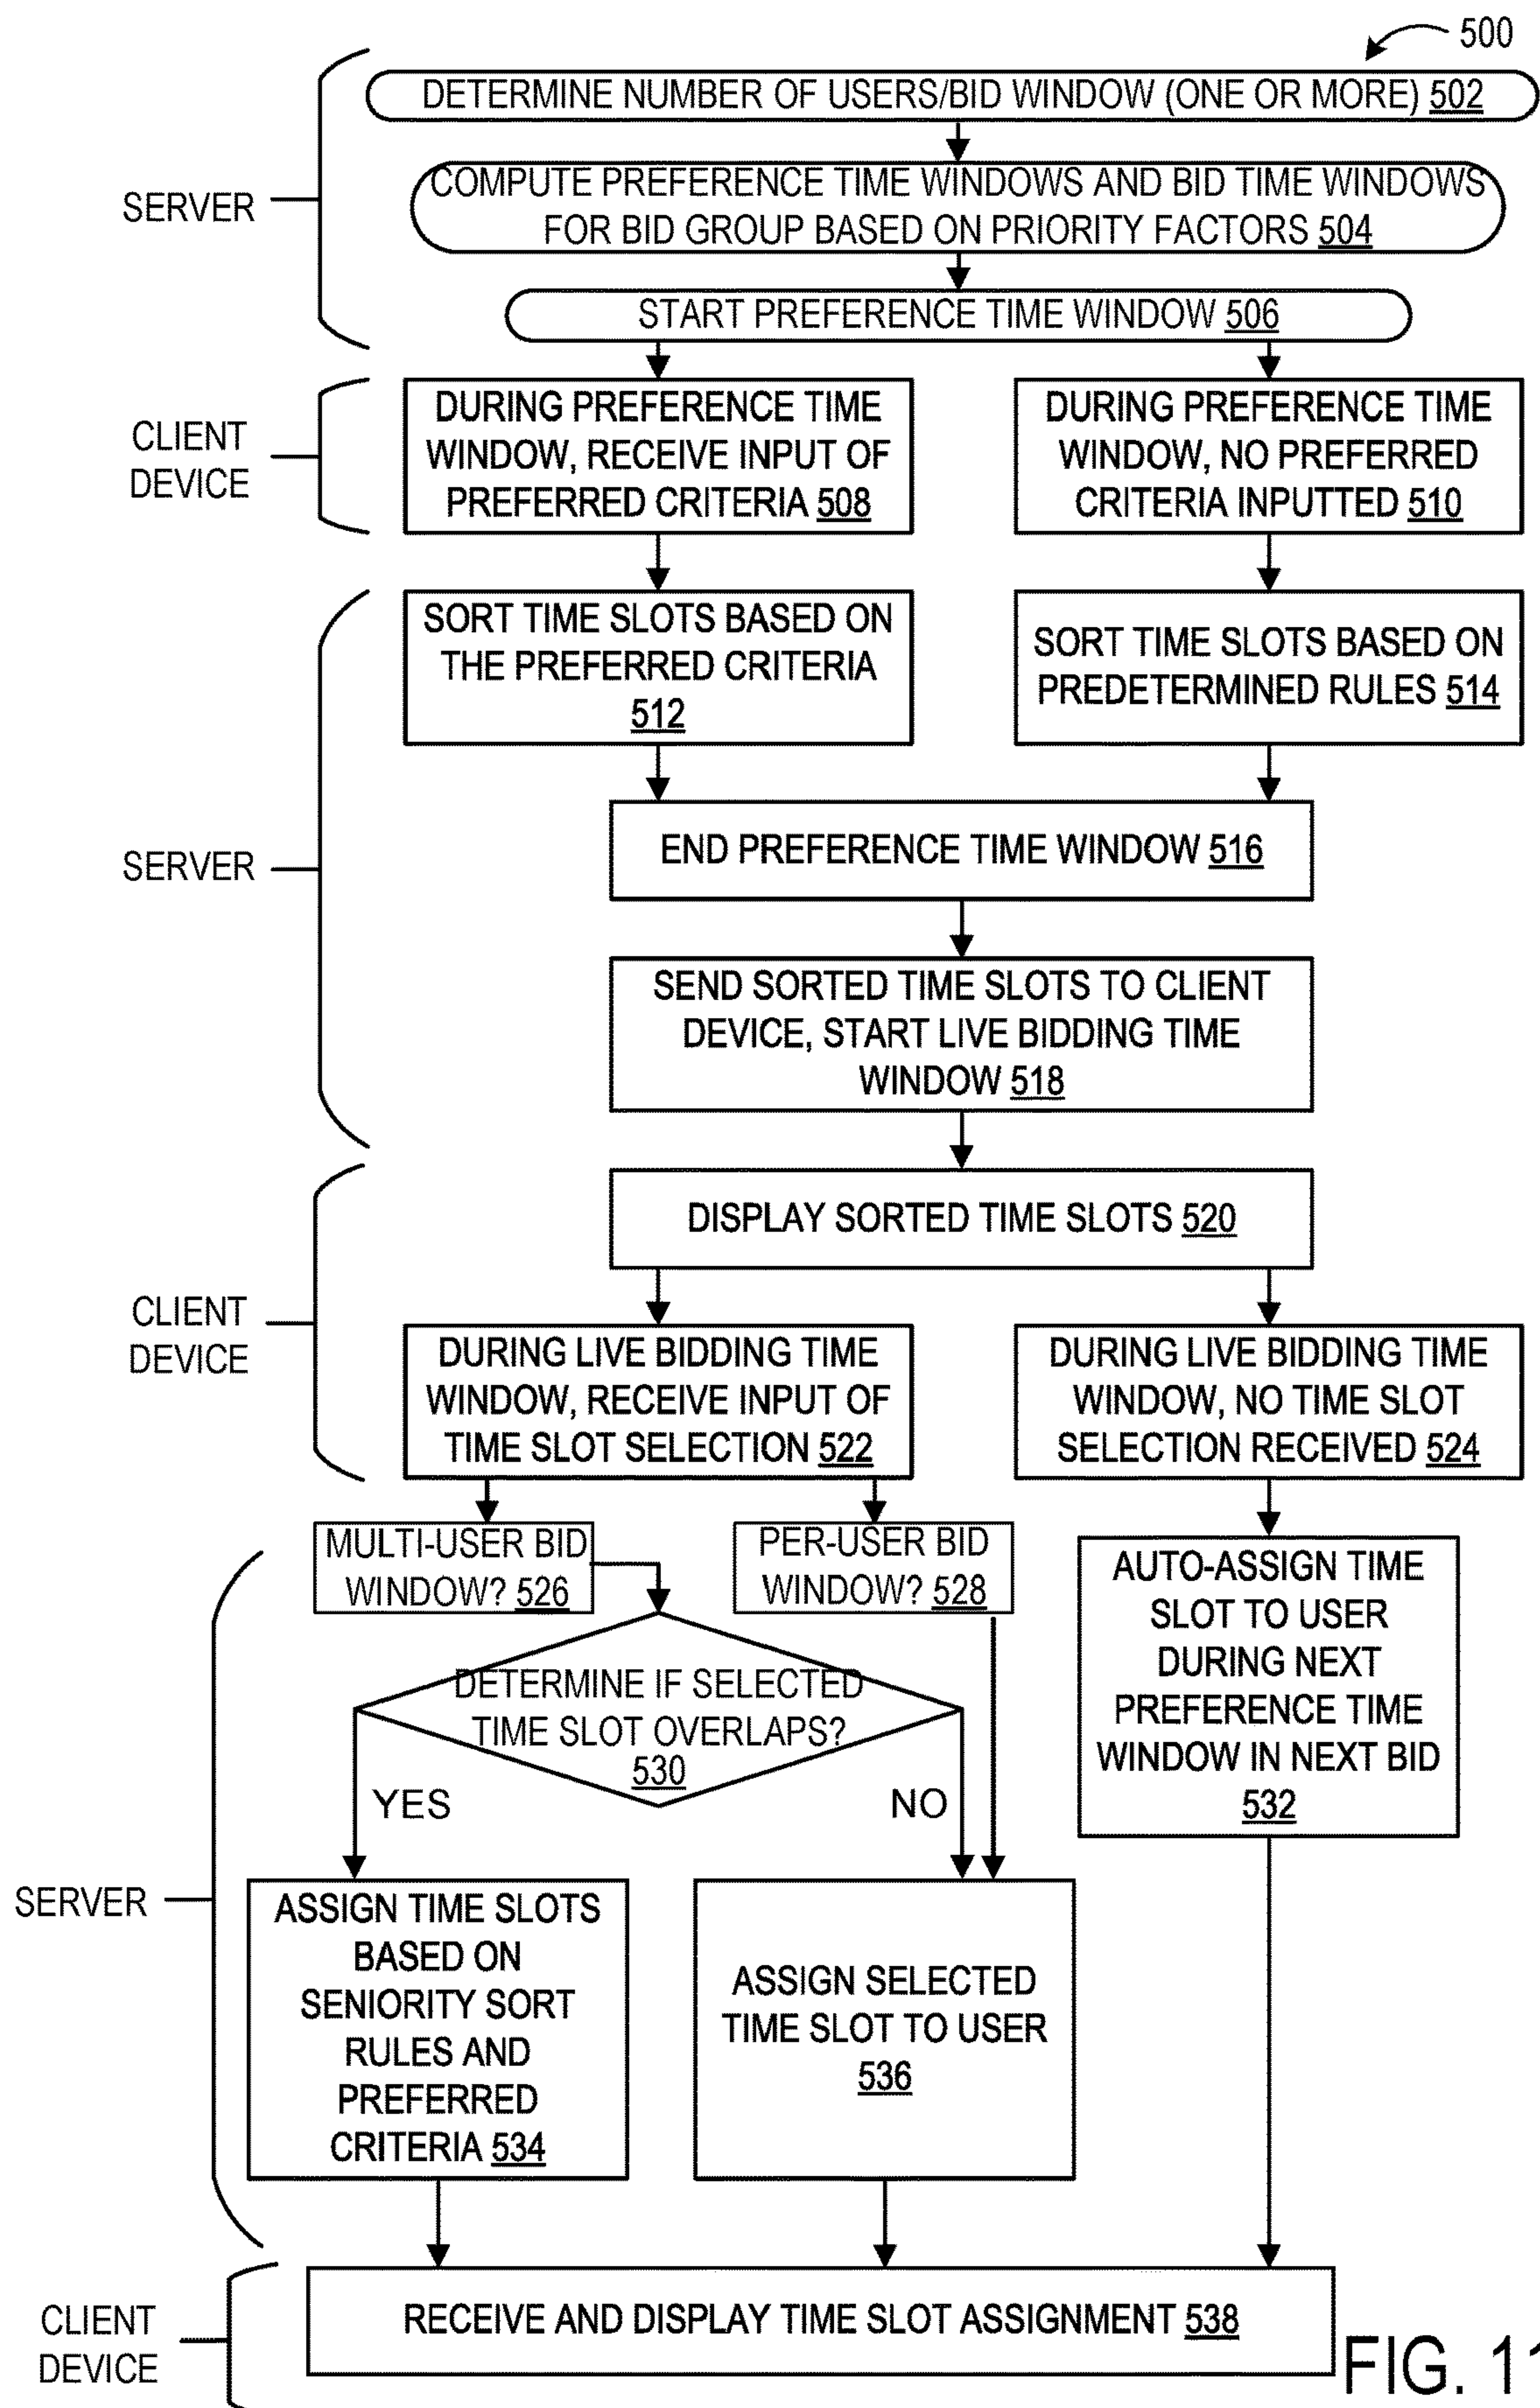 500
DETERMINE NUMBER OF USERS/BID WINDOW (ONE OR MORE) 502
SERVER
COMPUTE PREFERENCE TIME WINDOWS AND BID TIME WINDOWS
FOR BID GROUP BASED ON PRIORITY FACTORS 504
START PREFERENCE TIME WINDOW 506
CLIENT
DEVICE
DURING PREFERENCE TIME
WINDOW, RECEIVE INPUT OF
PREFERRED CRITERIA 508
DURING PREFERENCE TIME
WINDOW, NO PREFERRED
CRITERIA INPUTTED 510
SERVER
SORT TIME SLOTS BASED ON
THE PREFERRED CRITERIA
512
SORT TIME SLOTS BASED ON
PREDETERMINED RULES 514
END PREFERENCE TIME WINDOW 516
SEND SORTED TIME SLOTS TO CLIENT
DEVICE, START LIVE BIDDING TIME
WINDOW 518
CLIENT
DEVICE
DISPLAY SORTED TIME SLOTS 520
DURING LIVE BIDDING TIME
WINDOW, RECEIVE INPUT OF
TIME SLOT SELECTION 522
DURING LIVE BIDDING TIME
WINDOW, NO TIME SLOT
SELECTION RECEIVED 524
SERVER
MULTI-USER BID
WINDOW? 526
PER-USER BID
WINDOW? 528
AUTO-ASSIGN TIME
SLOT TO USER
DURING NEXT
PREFERENCE TIME
WINDOW IN NEXT BID
532
DETERMINE IF SELECTED
TIME SLOT OVERLAPS?
530
YES
NO
ASSIGN TIME SLOTS
BASED ON
SENIORITY SORT
RULES AND
PREFERRED
CRITERIA 534
ASSIGN SELECTED
TIME SLOT TO USER
536
CLIENT
DEVICE
RECEIVE AND DISPLAY TIME SLOT ASSIGNMENT 538
FIG. 11